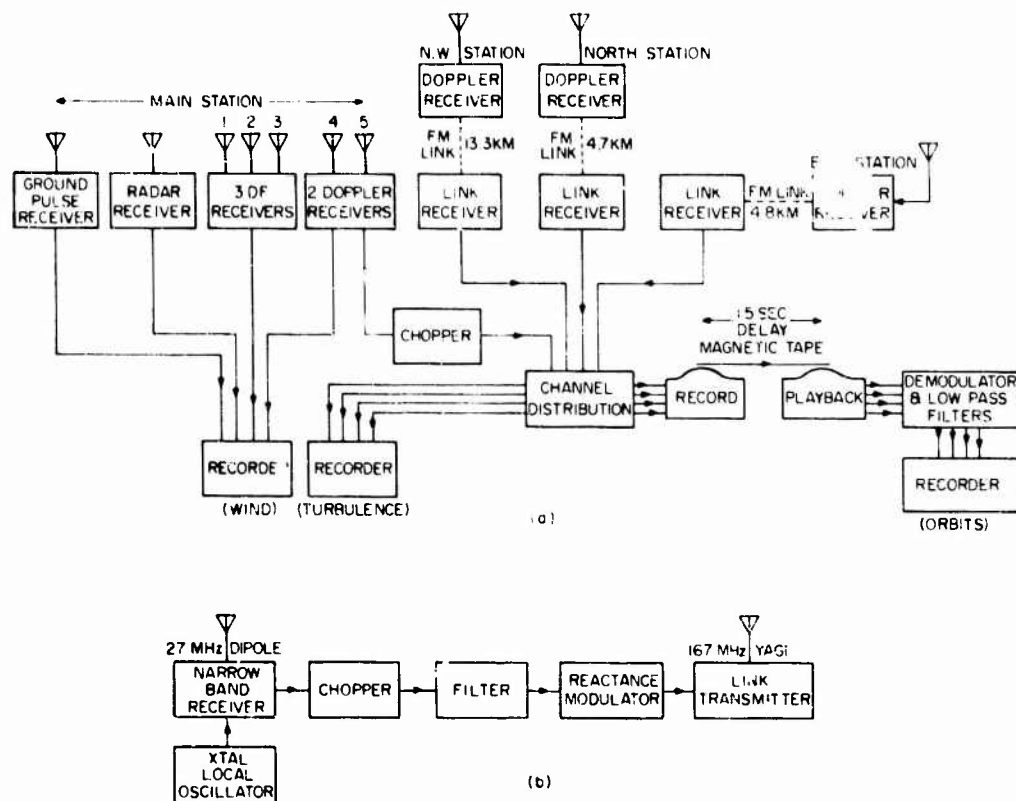 N.W STATION
NORTH STATION
DOPPLER
RECEIVER
DOPPLER
RECEIVER
MAIN STATION
1 2 3 4 5
FM
LINK
13.3KM
FM
LINK
4.7KM
STATION
GROUND
PULSE
RECEIVER
RADAR
RECEIVER
3 DF
RECEIVERS
2 DOPPLER
RECEIVERS
LINK
RECEIVER
LINK
RECEIVER
LINK
RECEIVER
FM LINK
4.8KM
CHOPPER
1.5 SEC
DELAY
MAGNETIC TAPE
CHANNEL
DISTRIBUTION
RECORD
PLAYBACK
DEMODULATOR
& LOW PASS
FILTERS
RECORDE
(WIND)
RECORDER
(TURBULENCE)
RECORDER
(ORBITS)
(a)
27 MHz DIPOLE
167 MHz YAGI
NARROW
BAND
RECEIVER
CHOPPER
FILTER
REACTANCE
MODULATOR
LINK
TRANSMITTER
XTAL
LOCAL
OSCILLATOR
(b)